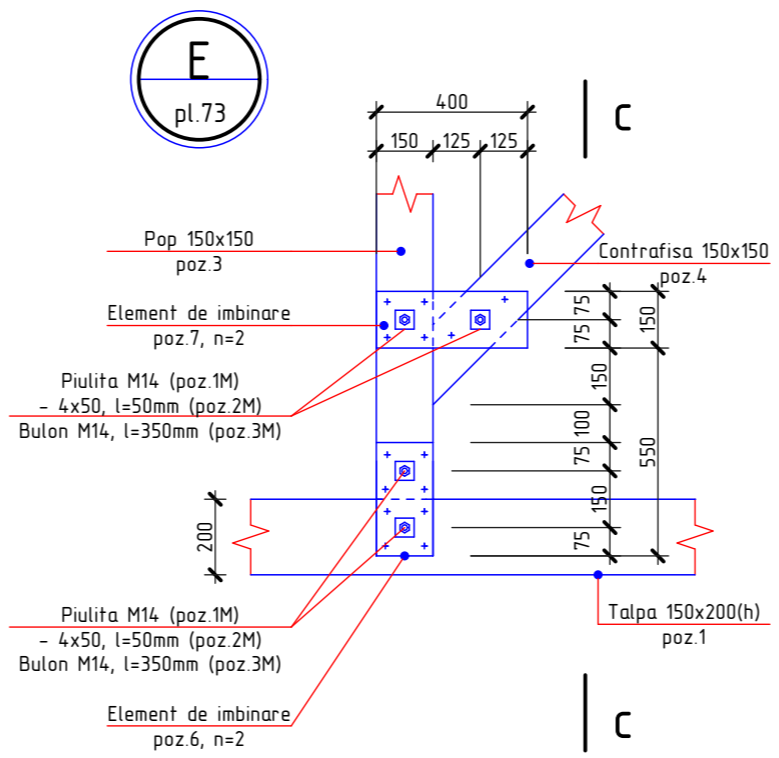 E
pl.73
C
400
150
125
125
Pop 150x150
poz.3
Contrafisa 150x150
poz.4
Element de imbinare
poz.7, n=2
Piulita M14 (poz.1M)
- 4x50, l=50mm (poz.2M)
Bulon M14, l=350mm (poz.3M)
75
75
150
150
100
75
150
75
550
200
Piulita M14 (poz.1M)
- 4x50, l=50mm (poz.2M)
Bulon M14, l=350mm (poz.3M)
Talpa 150x200(h)
poz.1
Element de imbinare
poz.6, n=2
C